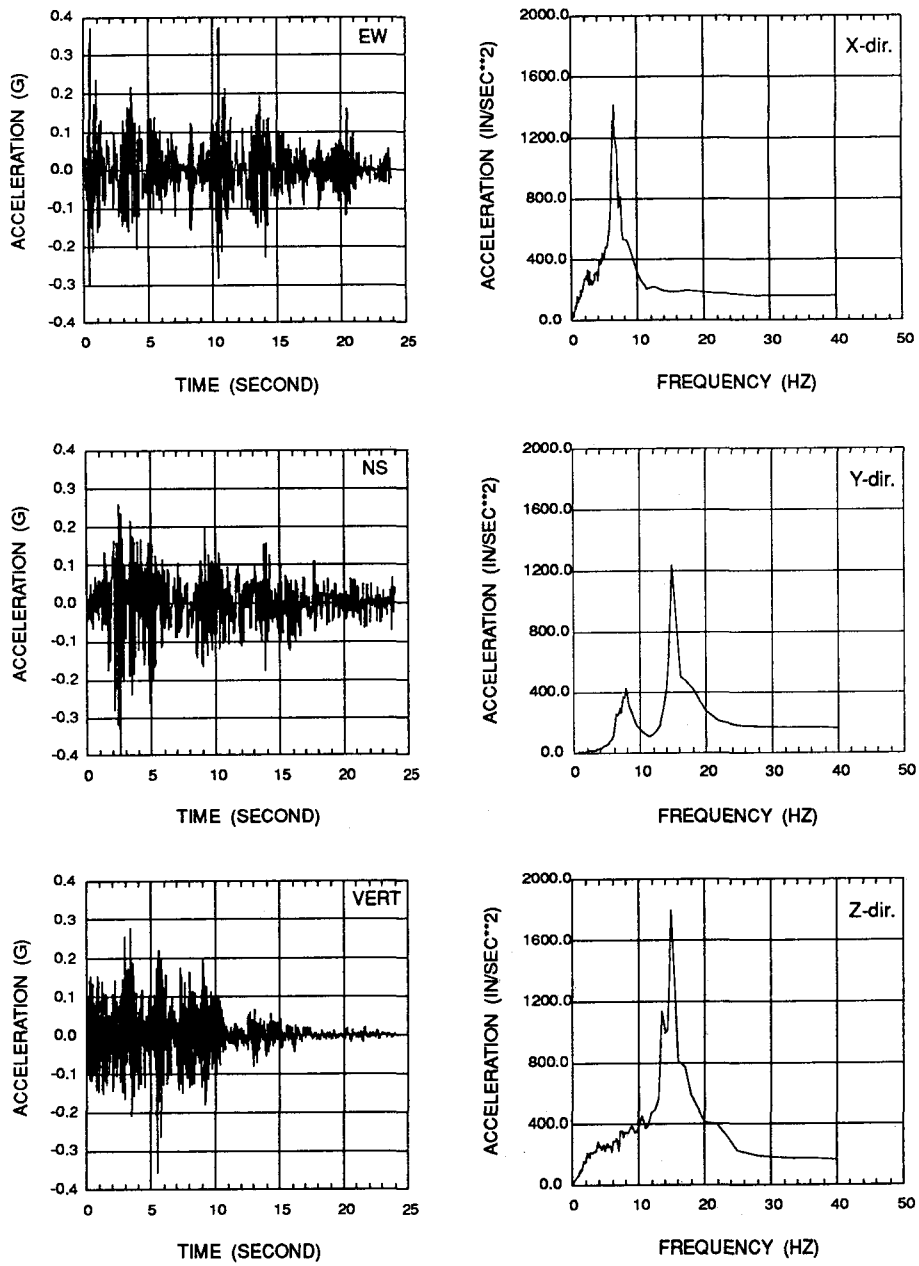 EW
ACCELERATION (G)
0.4
0.3
0.2
0.1
0.0
-0.1
-0.2
-0.3
-0.4
0 5 10 15 20 25
TIME (SECOND)
X-dir.
ACCELERATION (IN/SEC**2)
2000.0
1600.0
1200.0
800.0
400.0
0.0
0 10 20 30 40 50
FREQUENCY (HZ)
NS
ACCELERATION (G)
0.4
0.3
0.2
0.1
0.0
-0.1
-0.2
-0.3
-0.4
0 5 10 15 20 25
TIME (SECOND)
Y-dir.
ACCELERATION (IN/SEC**2)
2000.0
1600.0
1200.0
800.0
400.0
0.0
0 10 20 30 40 50
FREQUENCY (HZ)
VERT
ACCELERATION (G)
0.4
0.3
0.2
0.1
0.0
-0.1
-0.2
-0.3
-0.4
0 5 10 15 20 25
TIME (SECOND)
Z-dir.
ACCELERATION (IN/SEC**2)
2000.0
1600.0
1200.0
800.0
400.0
0.0
0 10 20 30 40 50
FREQUENCY (HZ)